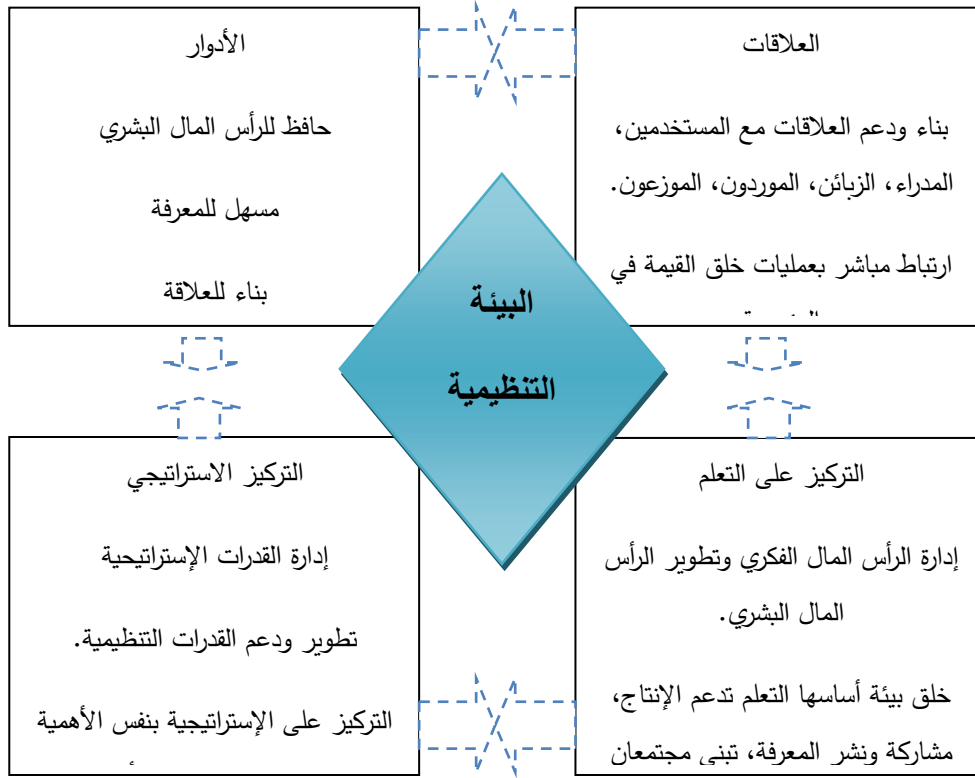 العلاقات
بناء ودعم العلاقات مع المستخدمين،
المدراء، الزبائن، الموردون، الموزعون.
ارتباط مباشر بعمليات خلق القيمة في
الأدوار
حافظ للرأس المال البشري
مسهل للمعرفة
بناء للعلاقة
البيئة
التنظيمية
التركيز على التعلم
إدارة الرأس المال الفكري وتطوير الرأس
المال البشري.
خلق بيئة أساسها التعلم تدعم الإنتاج،
مشاركة ونشر المعرفة، تبني مجتمعان
التركيز الاستراتيجي
إدارة القدرات الإستراتيحية
تطوير ودعم القدرات التنظيمية.
التركيز على الإستراتيجية بنفس الأهمية